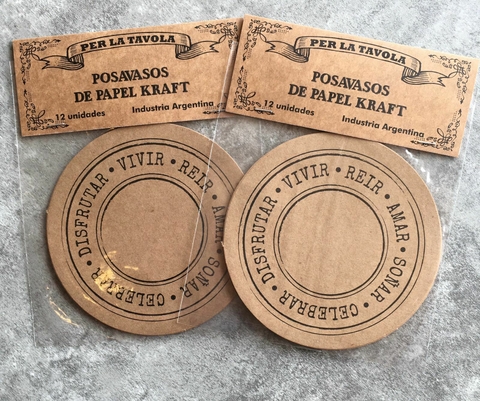 PER LA TAVOLA
POSAVASOS
DE PAPEL KRAFT
12 unidades
Industria Argentina
DISFRUTAR • VIVIR • REIR • AMAR • SOÑAR • CELEBRAR •
PER LA TAVOLA
POSAVASOS
DE PAPEL KRAFT
12 unidades
Industria Argentina
DISFRUTAR • VIVIR • REIR • AMAR • SOÑAR • CELEBRAR •